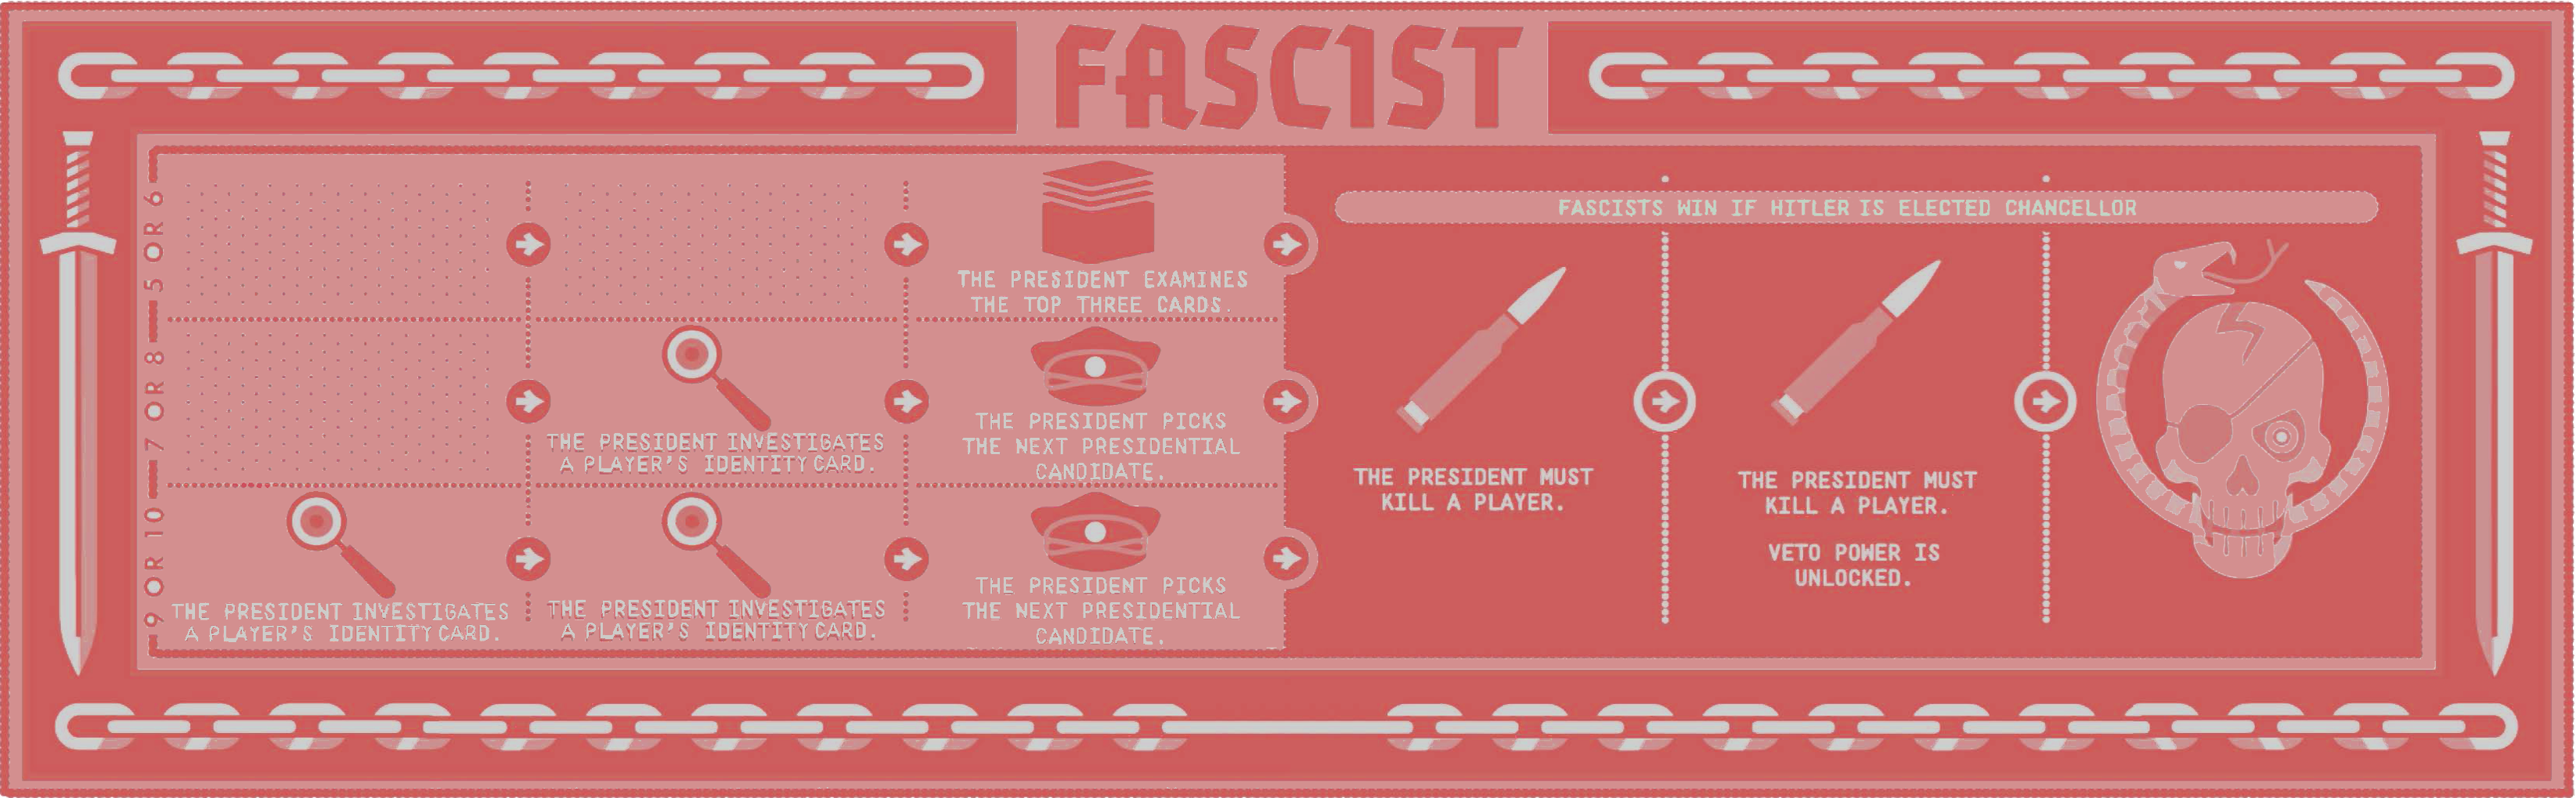 FASCIST
5 OR 6
THE PRESIDENT EXAMINES
THE TOP THREE CARDS.
7 OR 8
THE PRESIDENT INVESTIGATES
A PLAYER'S IDENTITY CARD.
THE PRESIDENT PICKS
THE NEXT PRESIDENTIAL
CANDIDATE.
9 OR 10
THE PRESIDENT INVESTIGATES
A PLAYER'S IDENTITY CARD.
THE PRESIDENT INVESTIGATES
A PLAYER'S IDENTITY CARD.
THE PRESIDENT PICKS
THE NEXT PRESIDENTIAL
CANDIDATE.
FASCISTS WIN IF HITLER IS ELECTED CHANCELLOR
THE PRESIDENT MUST
KILL A PLAYER.
THE PRESIDENT MUST
KILL A PLAYER.
VETO POWER IS
UNLOCKED.